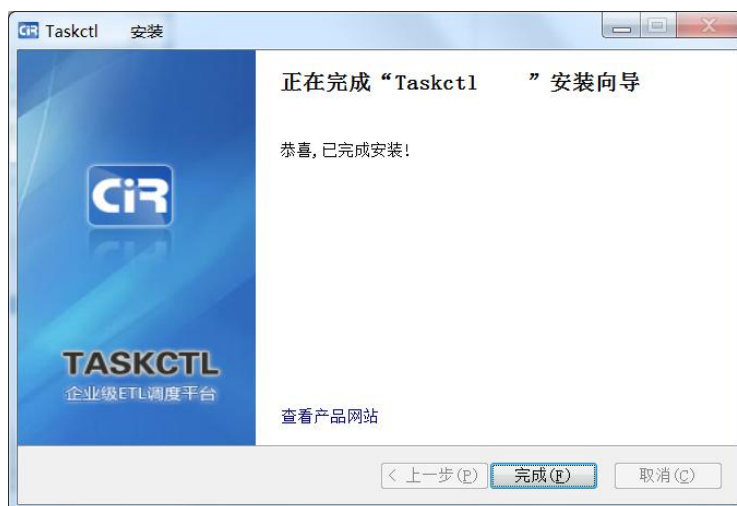 CiR Taskctl 安装
正在完成“Taskctl ”安装向导
恭喜,已完成安装!
CiR
TASKCTL
企业级ETL调度平台
查看产品网站
< 上一步(P) 完成(F) 取消(C)